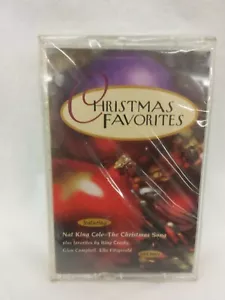 CHRISTMAS
FAVORITES
Nat King Cole–The Christmas Song
plus favorites by Bing Crosby,
Glen Campbell, Ella Fitzgerald